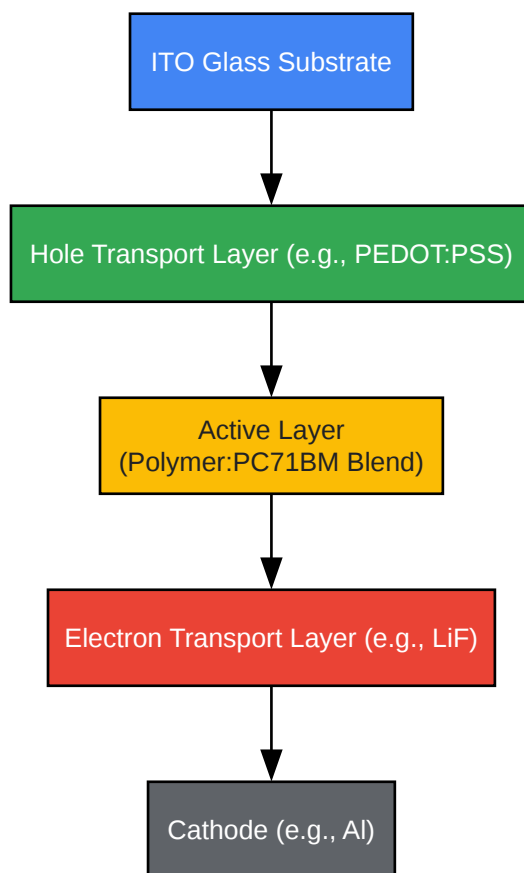 ITO Glass Substrate
Hole Transport Layer (e.g., PEDOT:PSS)
Active Layer
(Polymer:PC71BM Blend)
Electron Transport Layer (e.g., LiF)
Cathode (e.g., Al)